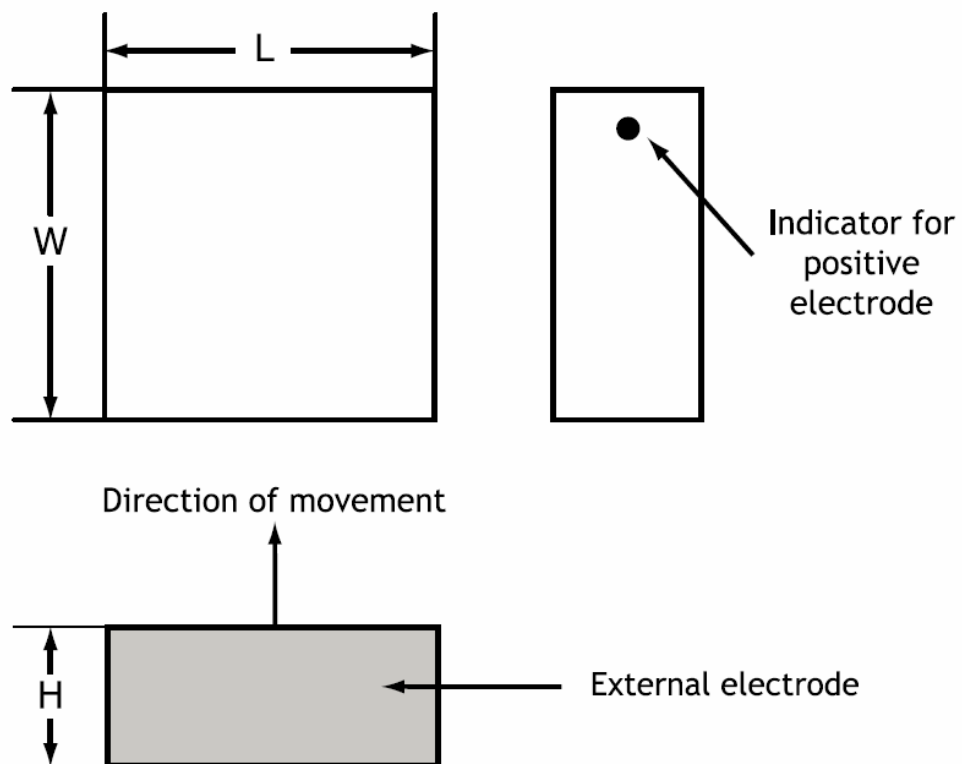 L
W
Indicator for
positive
electrode
Direction of movement
H
External electrode